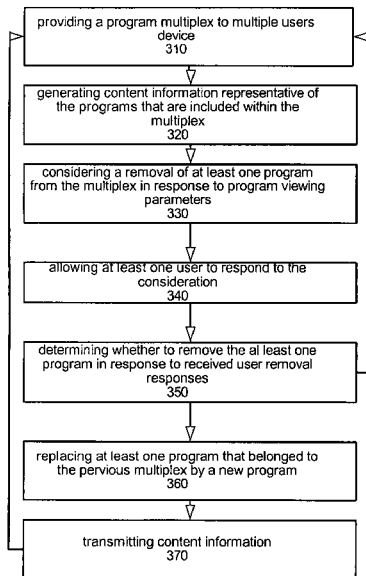 providing a program multiplex to multiple users
device
310
generating content information representative of
the programs that are included within the
multiplex
320
considering a removal of at least one program
from the multiplex in response to program viewing
parameters
330
allowing at least one user to respond to the
consideration
340
determining whether to remove the al least one
program in response to received user removal
responses
350
replacing at least one program that belonged to
the pervious multiplex by a new program
360
transmitting content information
370